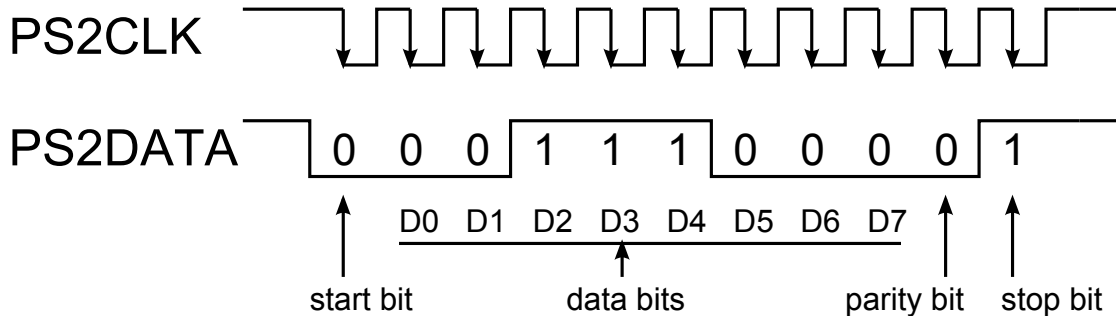 PS2CLK
PS2DATA 0 0 0 1 1 1 0 0 0 0 1
D0 D1 D2 D3 D4 D5 D6 D7
start bit data bits parity bit stop bit